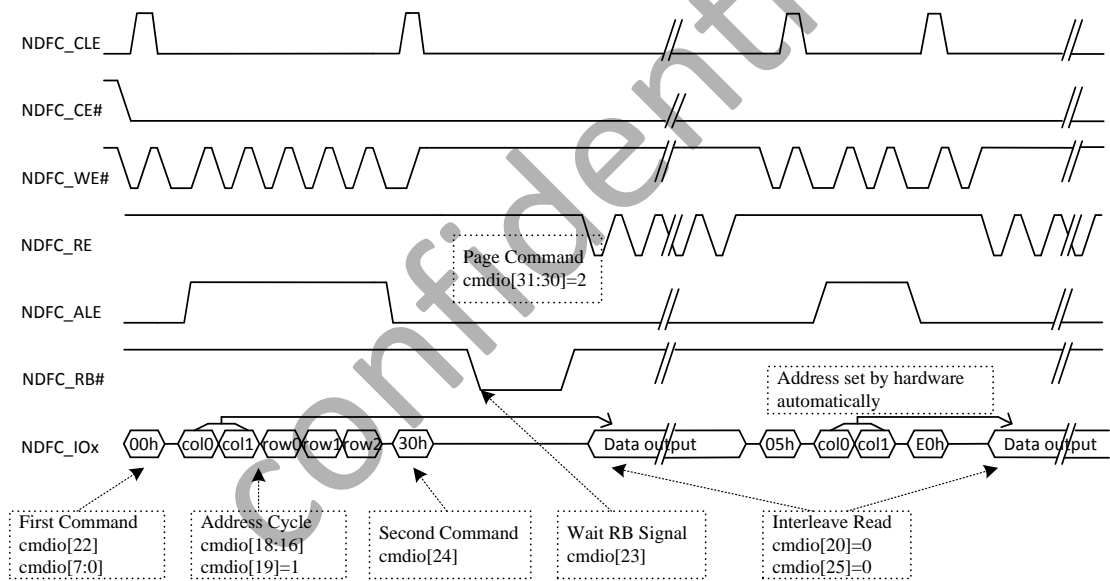 NDFC_CLE
NDFC_CE#
NDFC_WE#
NDFC_RE
Page Command
cmdio[31:30]=2
NDFC_ALE
NDFC_RB#
Address set by hardware
automatically
NDFC_IOx 00h col0 col1 row0 row1 row2 30h Data output 05h col0 col1 E0h Data output
First Command
cmdio[22]
cmdio[7:0]
Address Cycle
cmdio[18:16]
cmdio[19]=1
Second Command
cmdio[24]
Wait RB Signal
cmdio[23]
Interleave Read
cmdio[20]=0
cmdio[25]=0
confidenti